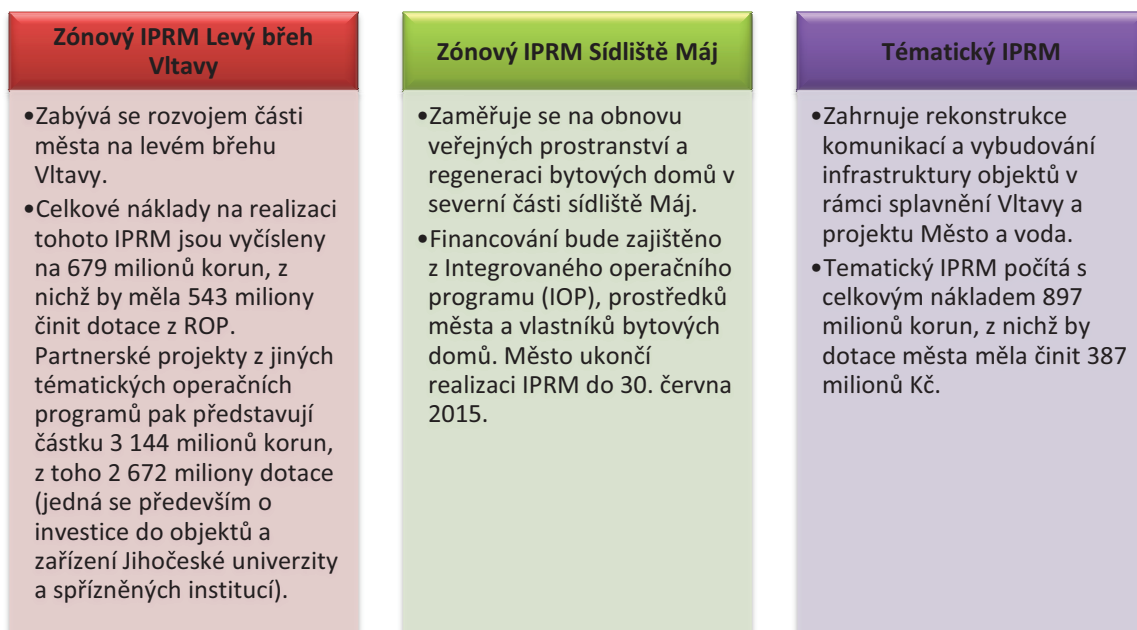 Zónový IPRM Levý břeh
Vltavy
•Zabývá se rozvojem části
města na levém břehu
Vltavy.
•Celkové náklady na realizaci
tohoto IPRM jsou vyčísleny
na 679 milionů korun, z
nichž by měla 543 miliony
činit dotace z ROP.
Partnerské projekty z jiných
tématických operačních
programů pak představují
částku 3 144 milionů korun,
z toho 2 672 miliony dotace
(jedná se především o
investice do objektů a
zařízení Jihočeské univerzity
a spřízněných institucí).
Zónový IPRM Sídliště Máj
•Zaměřuje se na obnovu
veřejných prostranství a
regeneraci bytových domů v
severní části sídliště Máj.
•Financování bude zajištěno
z Integrovaného operačního
programu (IOP), prostředků
města a vlastníků bytových
domů. Město ukončí
realizaci IPRM do 30. června
2015.
Tématický IPRM
•Zahrnuje rekonstrukce
komunikací a vybudování
infrastruktury objektů v
rámci splavnění Vltavy a
projektu Město a voda.
•Tematický IPRM počítá s
celkovým nákladem 897
milionů korun, z nichž by
dotace města měla činit 387
milionů Kč.